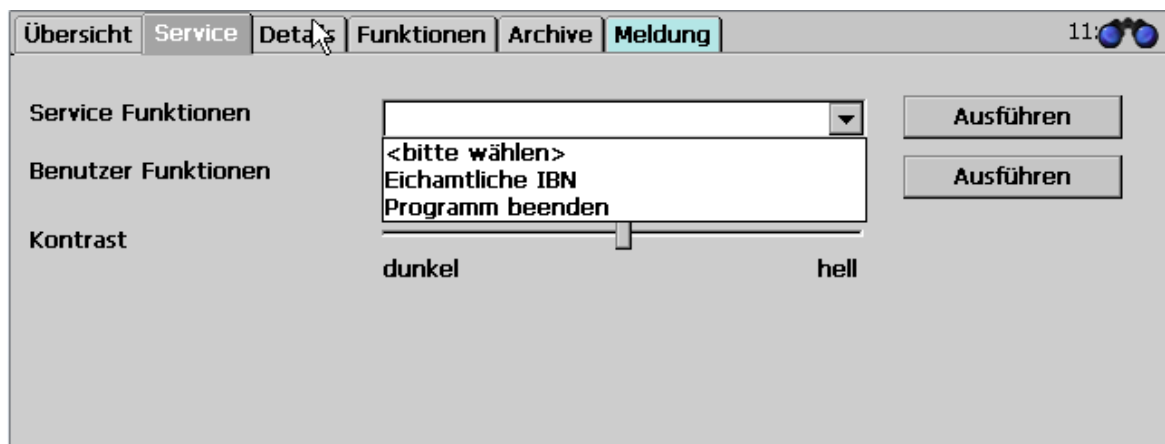 Übersicht Service Details Funktionen Archive Meldung 11:
Service Funktionen Ausführen
<bitte wählen>
Eichamtliche IBN
Programm beenden
Benutzer Funktionen Ausführen
Kontrast
dunkel hell